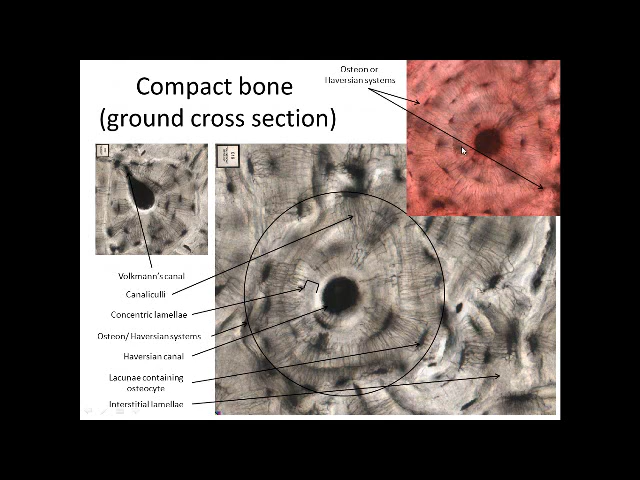 Compact bone
(ground cross section)
Osteon or
Haversian systems
Volkmann's canal
Canaliculli
Concentric lamellae
Osteon/ Haversian systems
Haversian canal
Lacunae containing
osteocyte
Interstitial lamellae